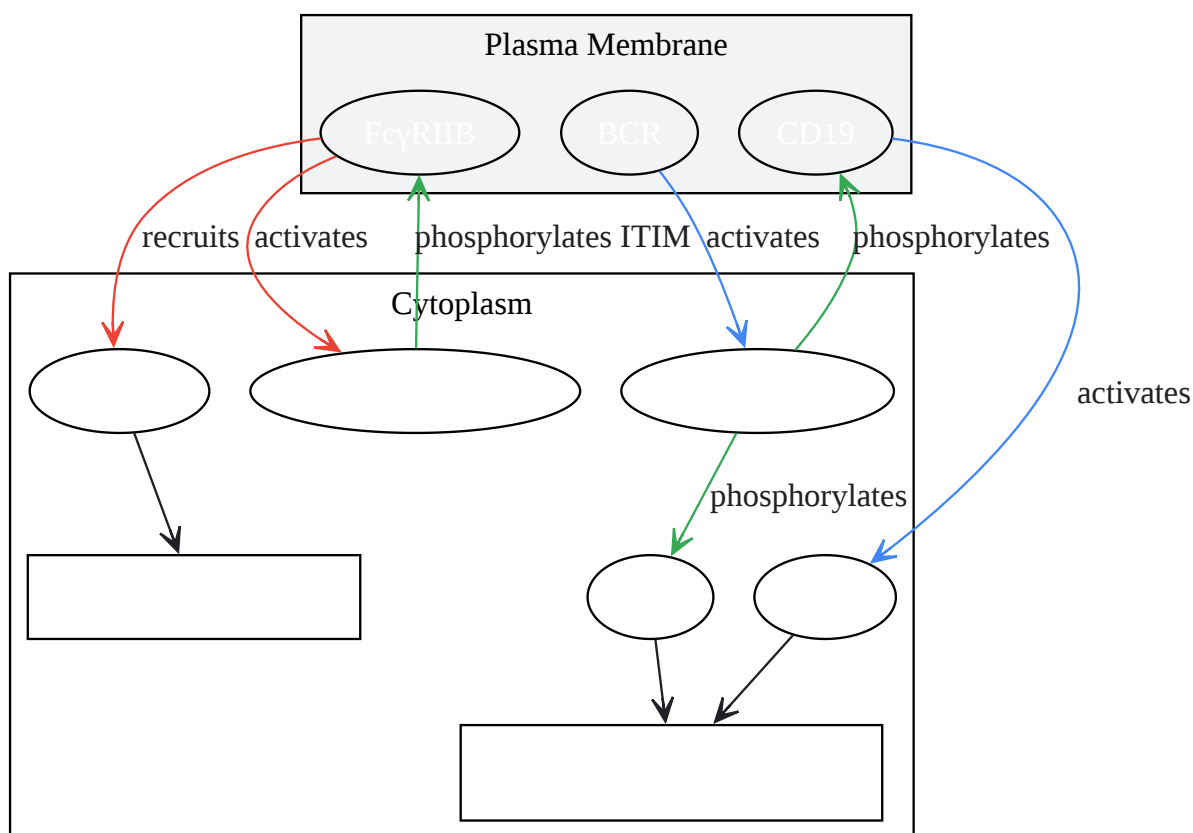 Plasma Membrane
FcγRIIB
BCR
CD19
recruits
activates
phosphorylates ITIM
activates
phosphorylates
Cytoplasm
activates
phosphorylates